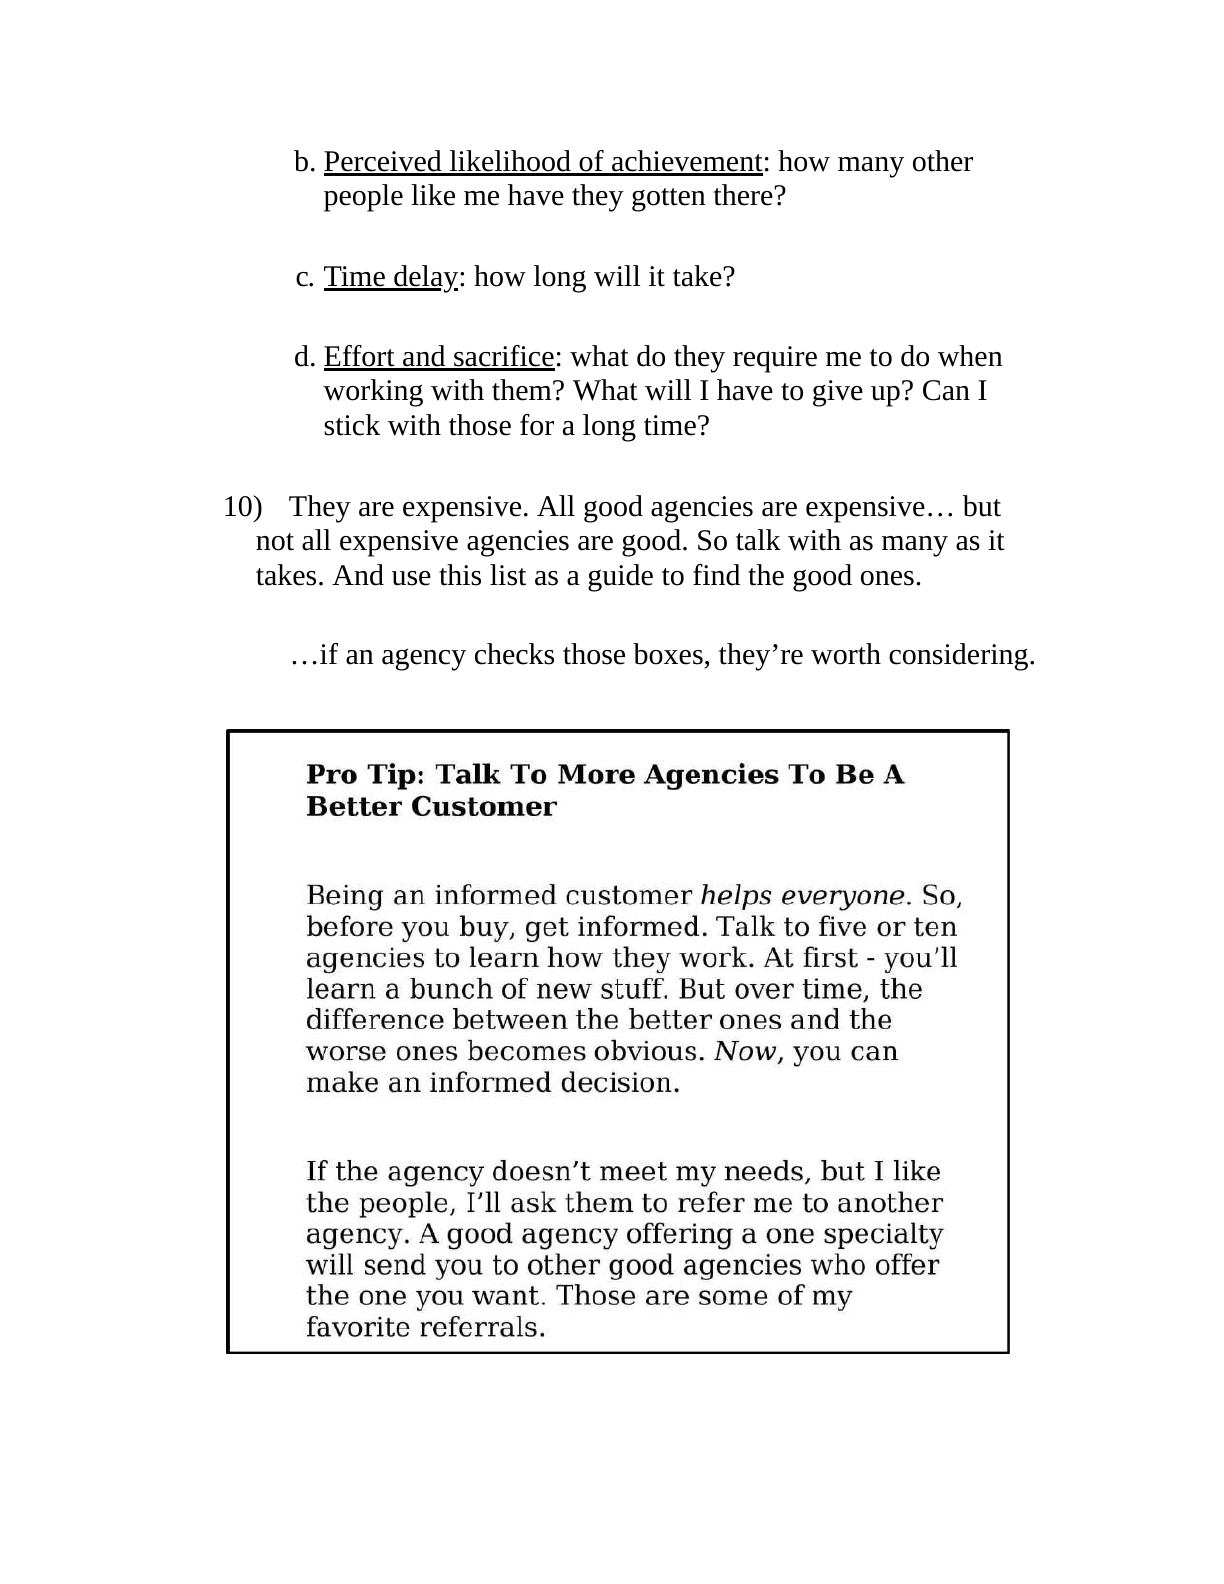 b. Perceived likelihood of achievement: how many other
people like me have they gotten there?
c. Time delay: how long will it take?
d. Effort and sacrifice: what do they require me to do when
working with them? What will I have to give up? Can I
stick with those for a long time?
10) They are expensive. All good agencies are expensive… but
not all expensive agencies are good. So talk with as many as it
takes. And use this list as a guide to find the good ones.
…if an agency checks those boxes, they’re worth considering.
Pro Tip: Talk To More Agencies To Be A
Better Customer
Being an informed customer helps everyone. So,
before you buy, get informed. Talk to five or ten
agencies to learn how they work. At first - you’ll
learn a bunch of new stuff. But over time, the
difference between the better ones and the
worse ones becomes obvious. Now, you can
make an informed decision.
If the agency doesn’t meet my needs, but I like
the people, I’ll ask them to refer me to another
agency. A good agency offering a one specialty
will send you to other good agencies who offer
the one you want. Those are some of my
favorite referrals.